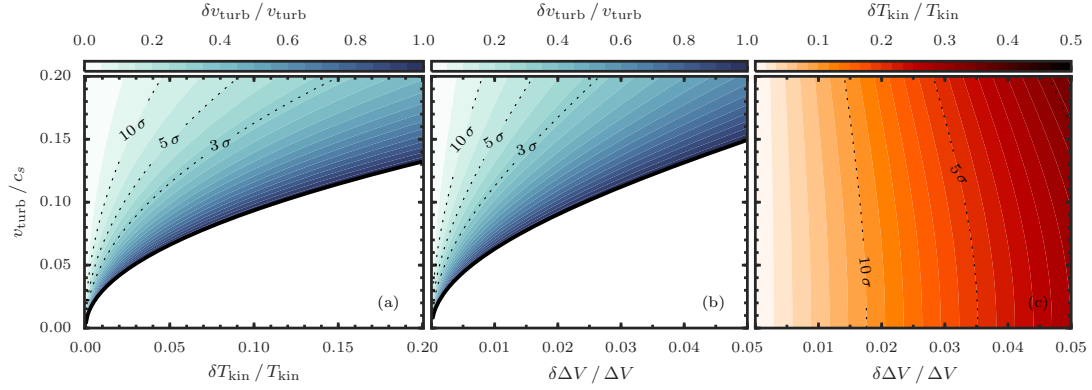 δv_turb / v_turb
δv_turb / v_turb
δT_kin / T_kin
0.0 0.2 0.4 0.6 0.8 1.0
0.2 0.4 0.6 0.8 1.0
0.1 0.2 0.3 0.4 0.5
v_turb / c_s
0.20
0.15
0.10
0.05
0.00
10 σ
5 σ
3 σ
(a)
10 σ
5 σ
3 σ
(b)
10 σ
5 σ
(c)
0.00 0.05 0.10 0.15 0.20
0.01 0.02 0.03 0.04 0.05
0.01 0.02 0.03 0.04 0.05
δT_kin / T_kin
δΔV / ΔV
δΔV / ΔV